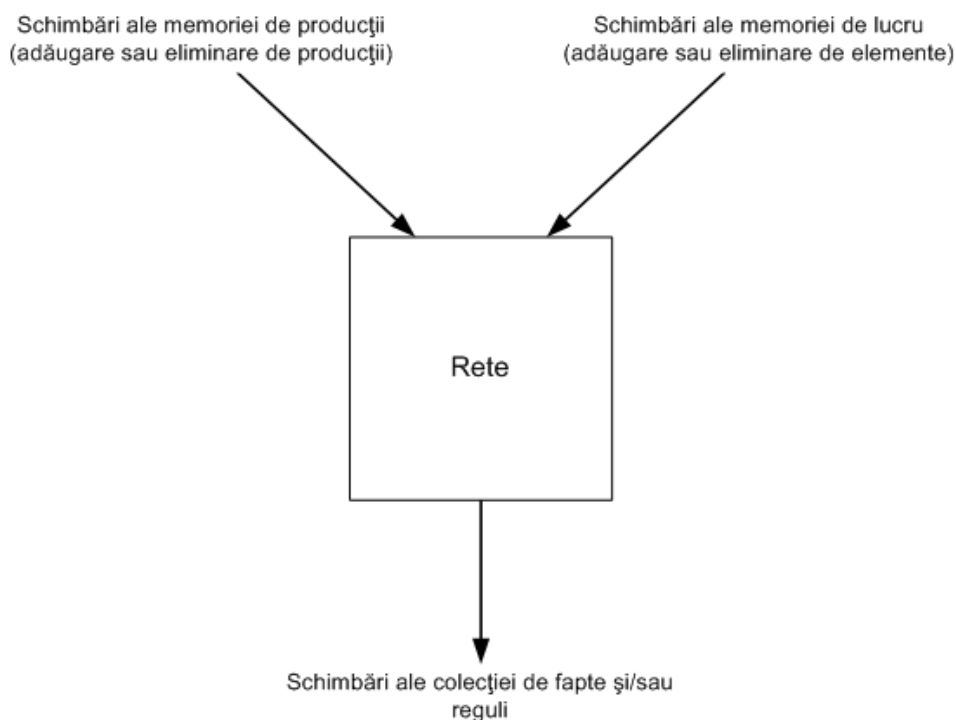 Schimbări ale memoriei de producţii
(adăugare sau eliminare de producţii)
Schimbări ale memoriei de lucru
(adăugare sau eliminare de elemente)
Rete
Schimbări ale colecţiei de fapte şi/sau
reguli